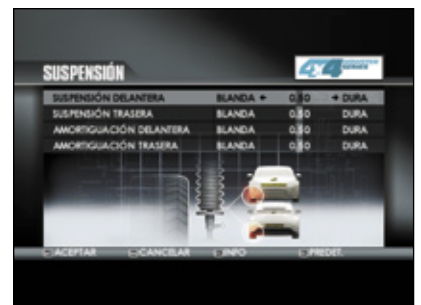 SUSPENSIÓN
4x4
SUSPENSIÓN DELANTERA BLANDA ← 0.50 → DURA
SUSPENSIÓN TRASERA BLANDA 0.50 DURA
AMORTIGUACIÓN DELANTERA BLANDA 0.50 DURA
AMORTIGUACIÓN TRASERA BLANDA 0.50 DURA
ACEPTAR CANCELAR INFO PREDET.